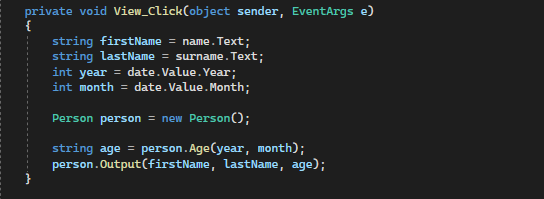 private void View_Click(object sender, EventArgs e)
{
string firstName = name.Text;
string lastName = surname.Text;
int year = date.Value.Year;
int month = date.Value.Month;
Person person = new Person();
string age = person.Age(year, month);
person.Output(firstName, lastName, age);
}